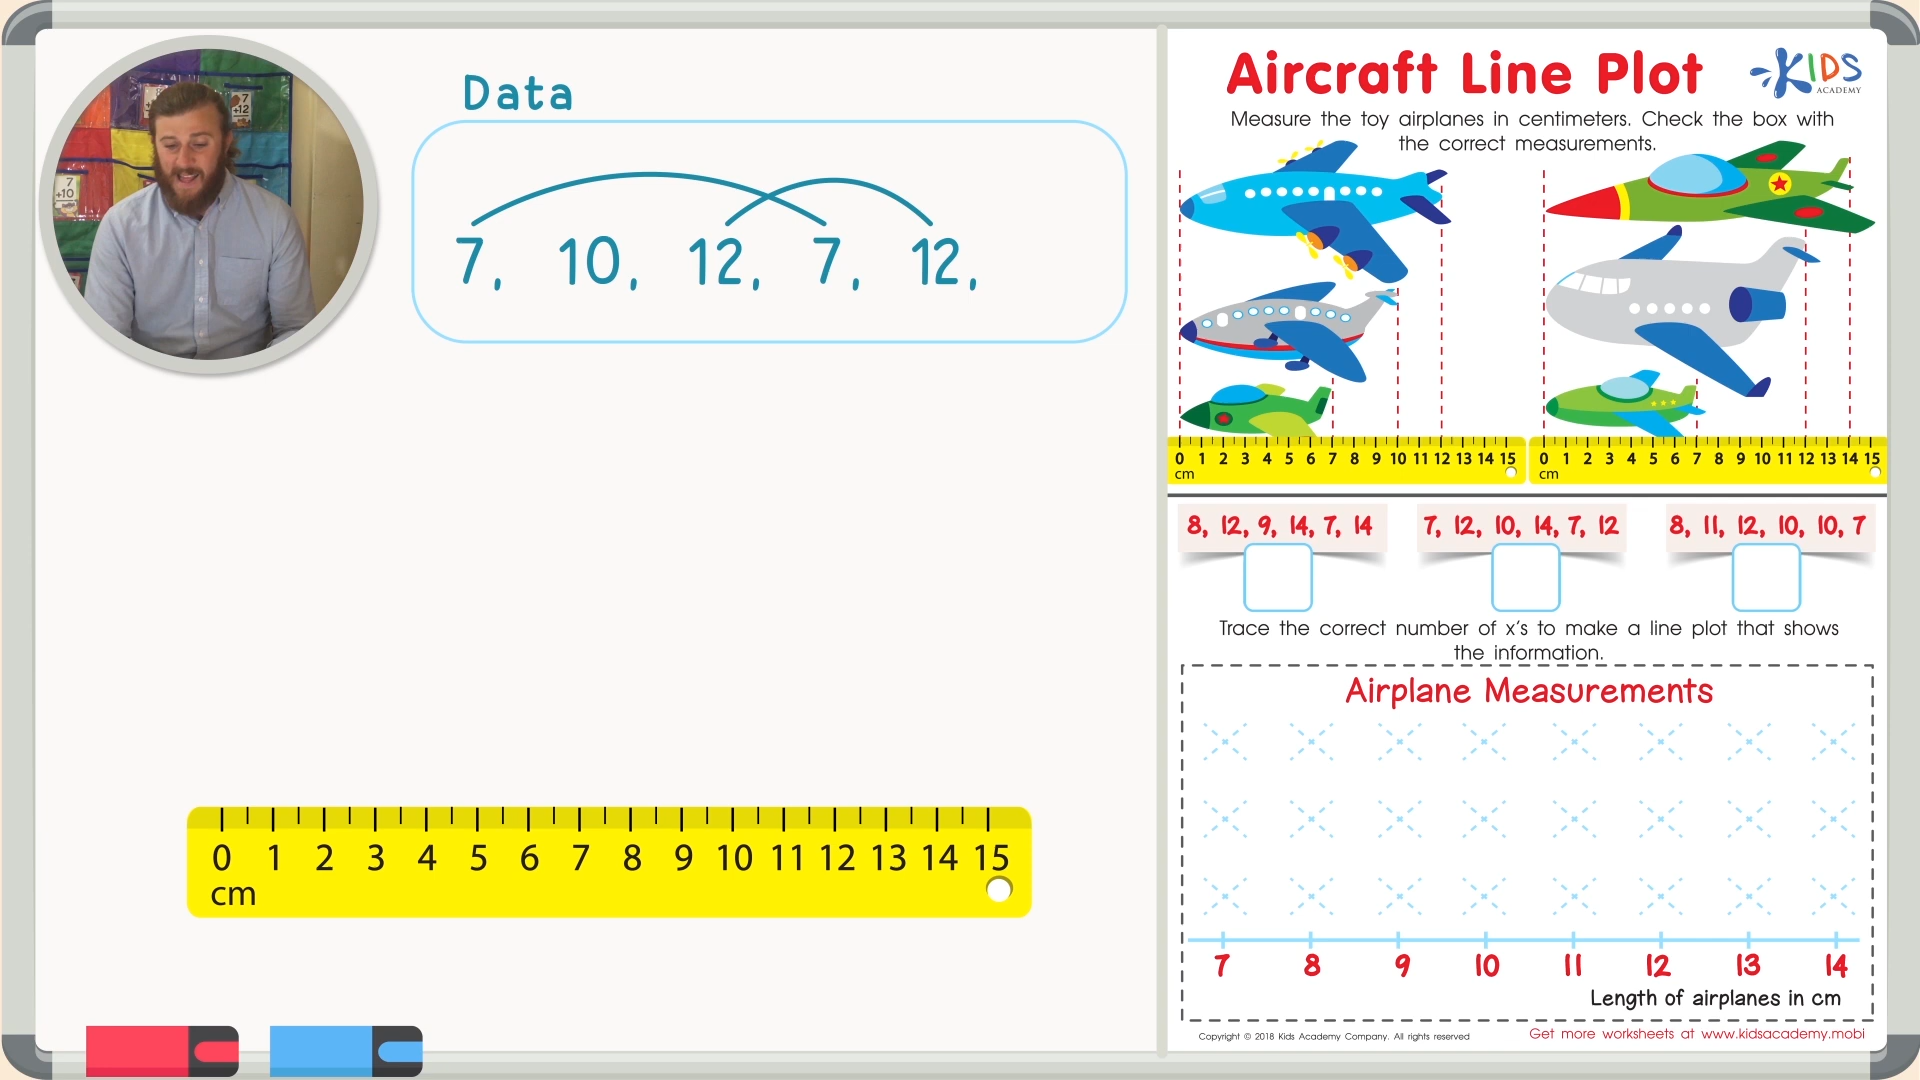 Data
7, 10, 12, 7, 12,
7
+10
7
+12
0 1 2 3 4 5 6 7 8 9 10 11 12 13 14 15
cm
Aircraft Line Plot
KIDS
ACADEMY
Measure the toy airplanes in centimeters. Check the box with
the correct measurements.
0 1 2 3 4 5 6 7 8 9 10 11 12 13 14 15
cm
0 1 2 3 4 5 6 7 8 9 10 11 12 13 14 15
cm
8, 12, 9, 14, 7, 14
7, 12, 10, 14, 7, 12
8, 11, 12, 10, 10, 7
Trace the correct number of x's to make a line plot that shows
the information.
Airplane Measurements
7 8 9 10 11 12 13 14
Length of airplanes in cm
Copyright © 2018 Kids Academy Company. All rights reserved
Get more worksheets at www.kidsacademy.mobi